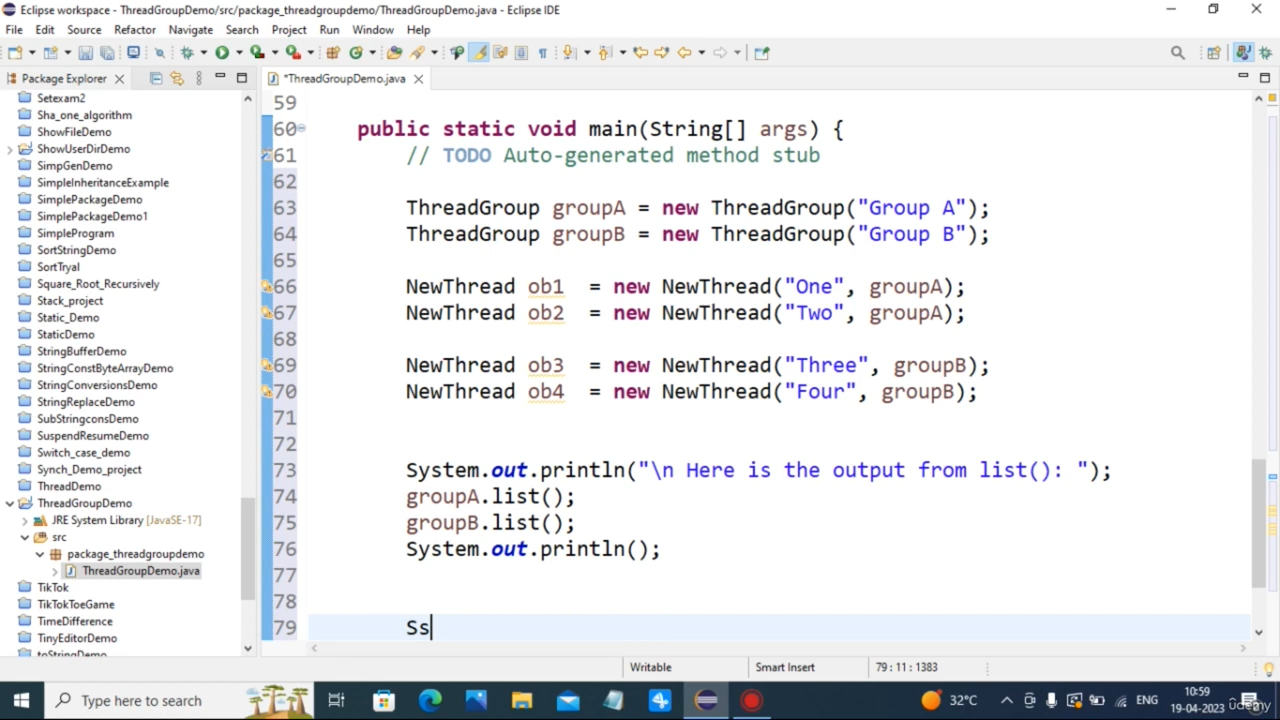 Eclipse workspace - ThreadGroupDemo/src/package_threadgroupdemo/ThreadGroupDemo.java - Eclipse IDE
File Edit Source Refactor Navigate Search Project Run Window Help
Package Explorer
*ThreadGroupDemo.java
Setexam2
Sha_one_algorithm
ShowFileDemo
ShowUserDirDemo
SimpGenDemo
SimpleInheritanceExample
SimplePackageDemo
SimplePackageDemo1
SimpleProgram
SortStringDemo
SortTryal
Square_Root_Recursively
Stack_project
Static_Demo
StaticDemo
StringBufferDemo
StringConstByteArrayDemo
StringConversionsDemo
StringReplaceDemo
SubStringconsDemo
SuspendResumeDemo
Switch_case_demo
Synch_Demo_project
ThreadDemo
ThreadGroupDemo
JRE System Library [JavaSE-17]
src
package_threadgroupdemo
ThreadGroupDemo.java
TikTok
TikTokToeGame
TimeDifference
TinyEditorDemo
toStringDemo
59
60 public static void main(String[] args) {
61 // TODO Auto-generated method stub
62
63 ThreadGroup groupA = new ThreadGroup("Group A");
64 ThreadGroup groupB = new ThreadGroup("Group B");
65
66 NewThread ob1 = new NewThread("One", groupA);
67 NewThread ob2 = new NewThread("Two", groupA);
68
69 NewThread ob3 = new NewThread("Three", groupB);
70 NewThread ob4 = new NewThread("Four", groupB);
71
72
73 System.out.println("\n Here is the output from list(): ");
74 groupA.list();
75 groupB.list();
76 System.out.println();
77
78
79 Ss
Writable Smart Insert 79 : 11 : 1383
Type here to search
32°C
ENG
10:59
19-04-2023
udemy